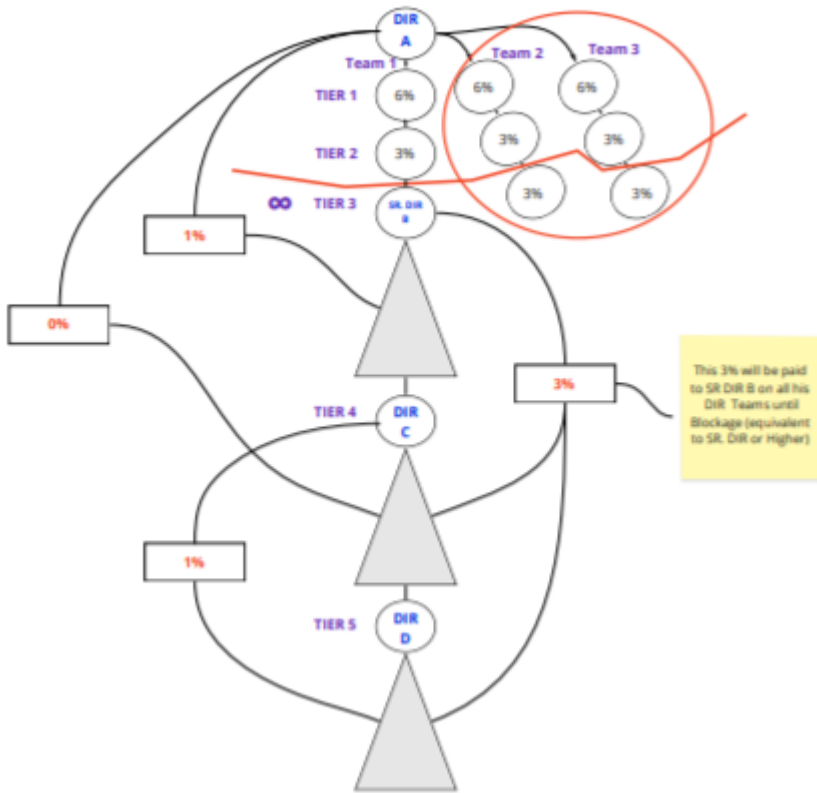 DIR
A
Team 1
Team 2
Team 3
TIER 1
6%
6%
6%
TIER 2
3%
3%
3%
∞
TIER 3
SR. DIR
B
3%
3%
1%
0%
3%
This 3% will be paid
to SR DIR B on all his
DIR Teams until
Blockage (equivalent
to SR. DIR or Higher)
TIER 4
DIR
C
1%
TIER 5
DIR
D